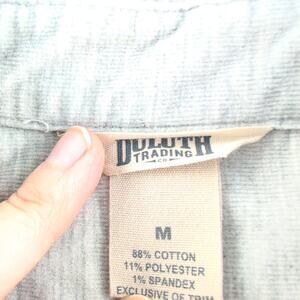 DULUTH
TRADING
CO
M
88% COTTON
11% POLYESTER
1% SPANDEX
EXCLUSIVE OF TRIM